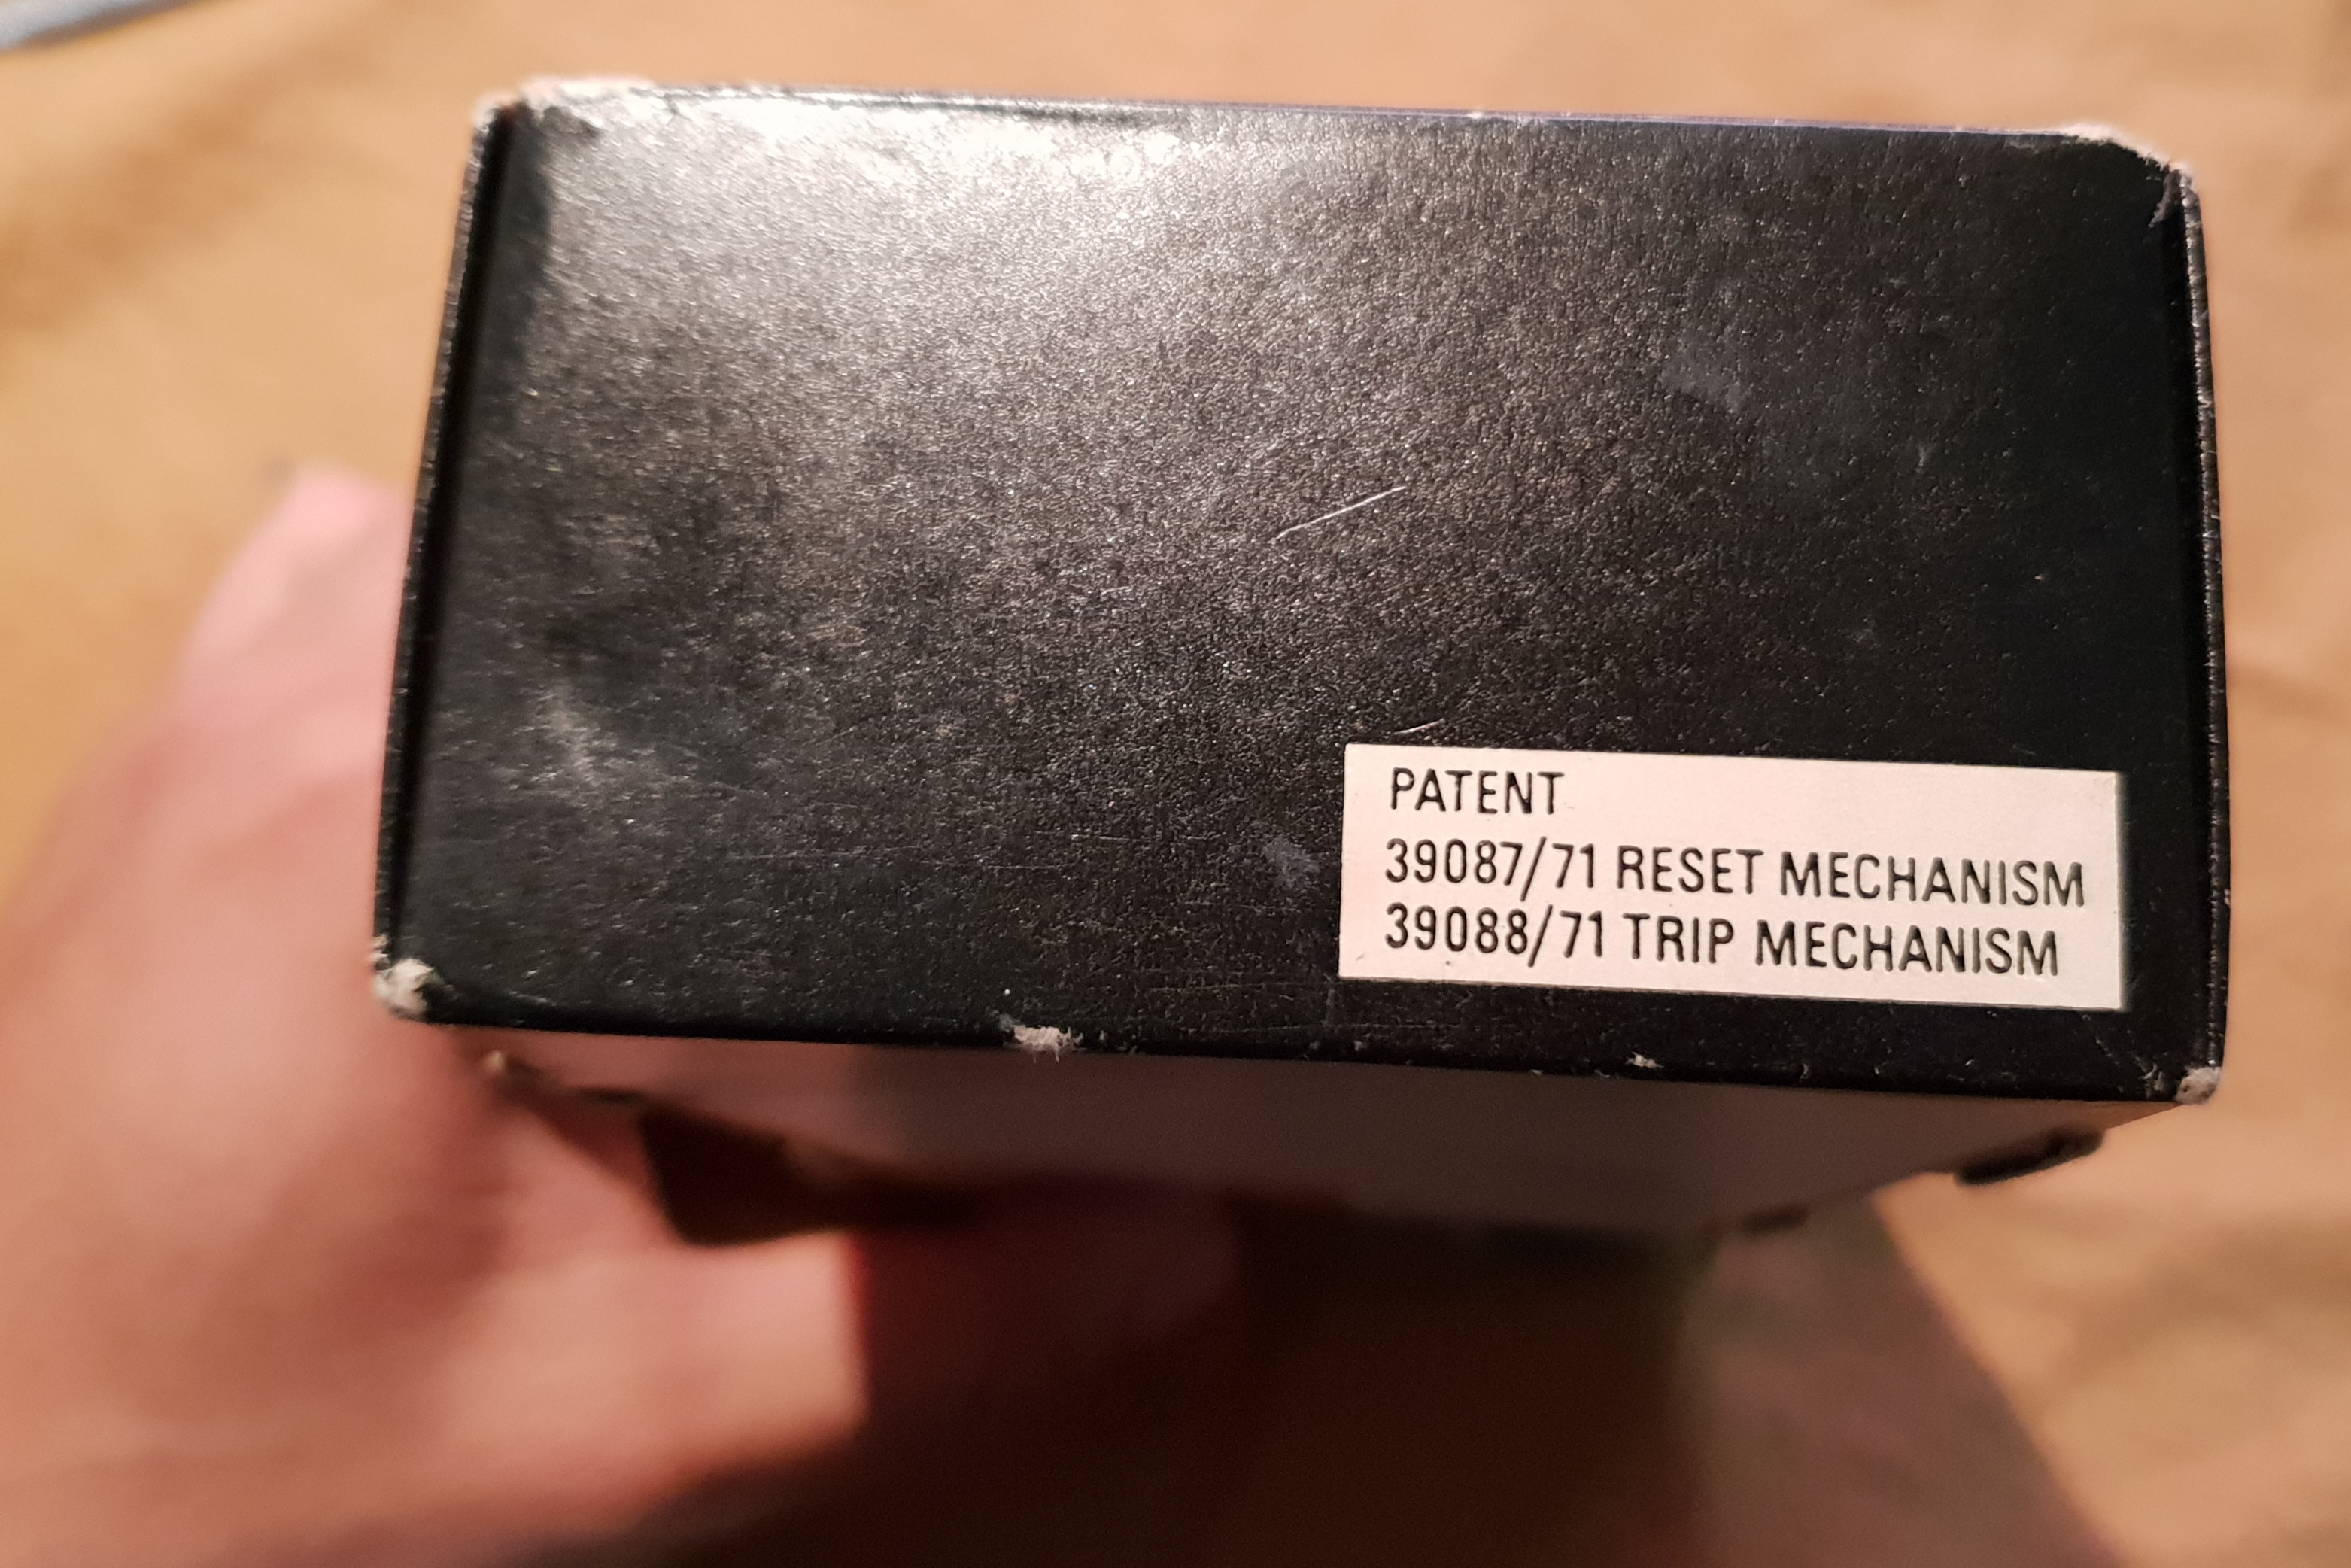 PATENT
39087/71 RESET MECHANISM
39088/71 TRIP MECHANISM